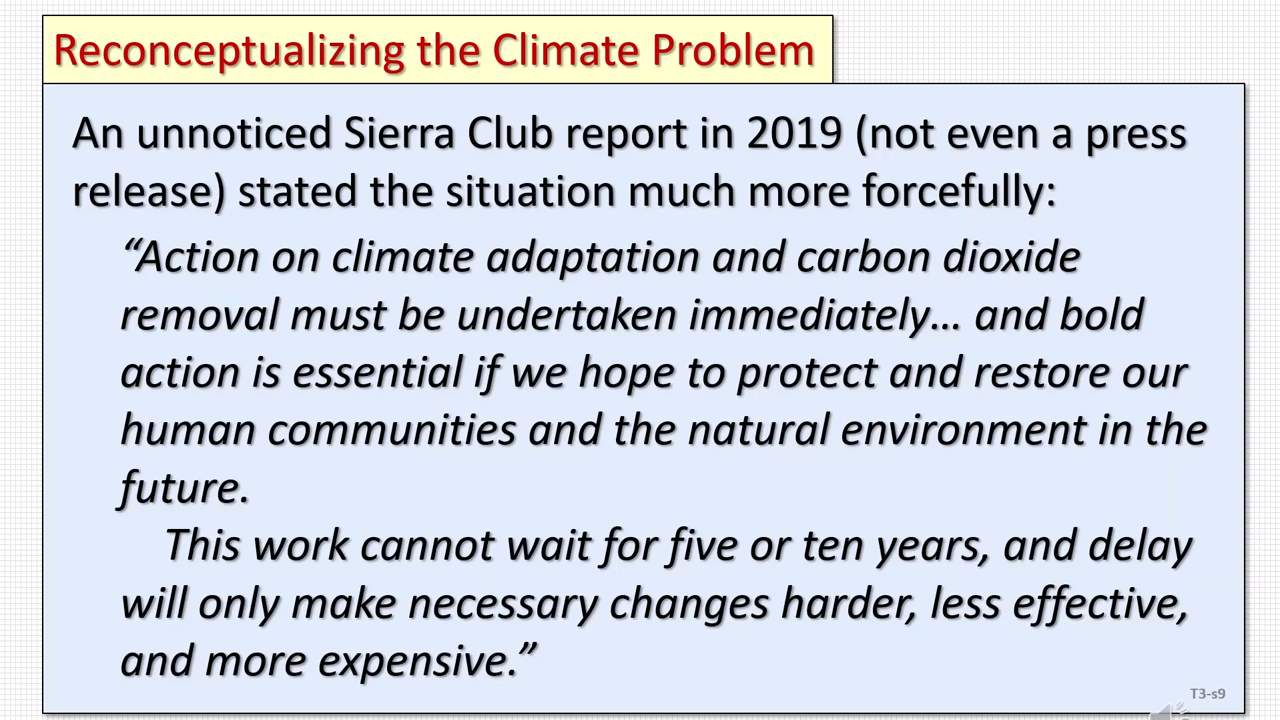 Reconceptualizing the Climate Problem
An unnoticed Sierra Club report in 2019 (not even a press
release) stated the situation much more forcefully:
“Action on climate adaptation and carbon dioxide
removal must be undertaken immediately… and bold
action is essential if we hope to protect and restore our
human communities and the natural environment in the
future.
This work cannot wait for five or ten years, and delay
will only make necessary changes harder, less effective,
and more expensive.”
T3-s9